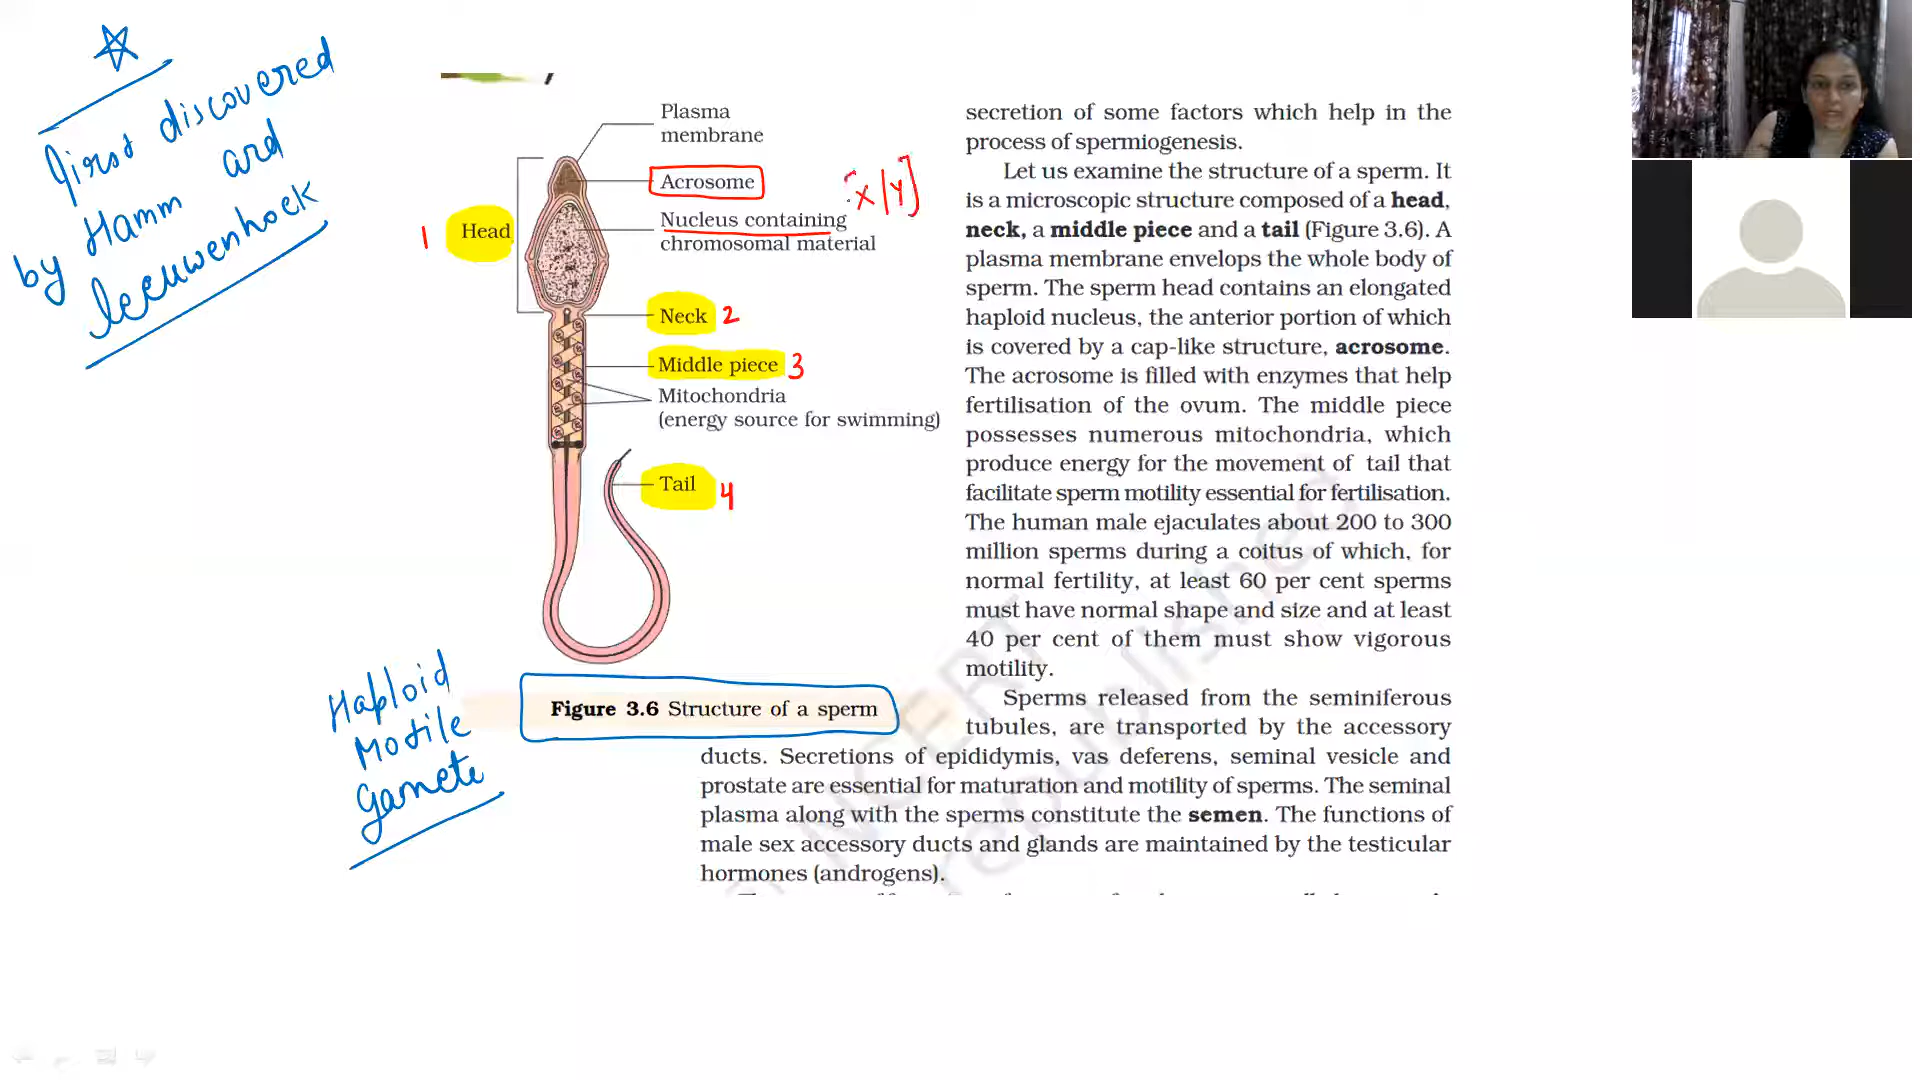 First discovered
by Hamm and
Leeuwenhoek
Plasma
membrane
Acrosome
[X/Y]
Nucleus containing
chromosomal material
1 Head
Neck 2
Middle piece 3
Mitochondria
(energy source for swimming)
Tail 4
Haploid
Motile
gamete
Figure 3.6 Structure of a sperm
secretion of some factors which help in the
process of spermiogenesis.
Let us examine the structure of a sperm. It
is a microscopic structure composed of a head,
neck, a middle piece and a tail (Figure 3.6). A
plasma membrane envelops the whole body of
sperm. The sperm head contains an elongated
haploid nucleus, the anterior portion of which
is covered by a cap-like structure, acrosome.
The acrosome is filled with enzymes that help
fertilisation of the ovum. The middle piece
possesses numerous mitochondria, which
produce energy for the movement of tail that
facilitate sperm motility essential for fertilisation.
The human male ejaculates about 200 to 300
million sperms during a coitus of which, for
normal fertility, at least 60 per cent sperms
must have normal shape and size and at least
40 per cent of them must show vigorous
motility.
Sperms released from the seminiferous
tubules, are transported by the accessory
ducts. Secretions of epididymis, vas deferens, seminal vesicle and
prostate are essential for maturation and motility of sperms. The seminal
plasma along with the sperms constitute the semen. The functions of
male sex accessory ducts and glands are maintained by the testicular
hormones (androgens).
NCERT
republished